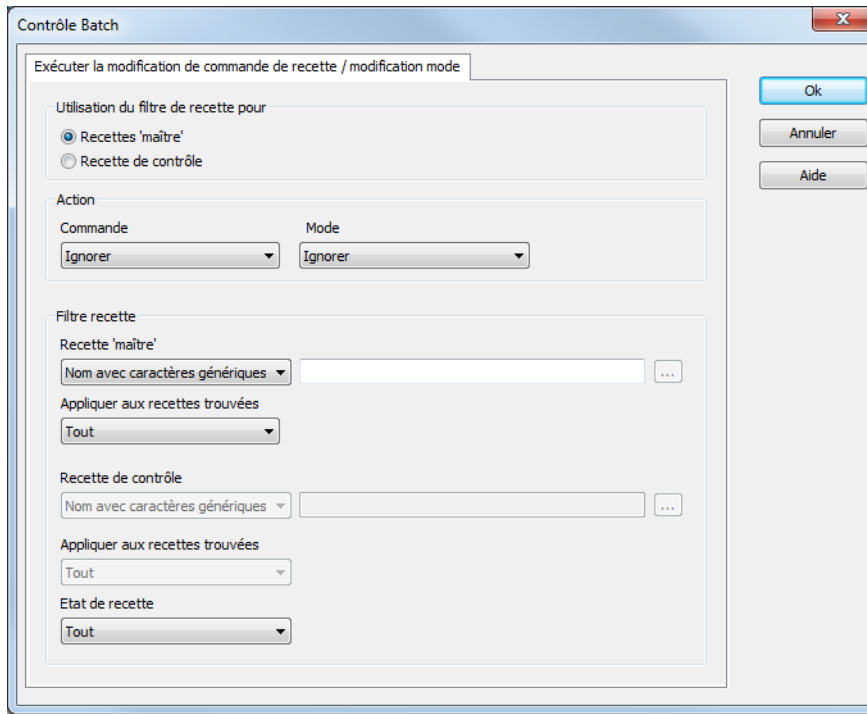 Contrôle Batch
Exécuter la modification de commande de recette / modification mode
Utilisation du filtre de recette pour
Recettes 'maître'
Recette de contrôle
Action
Commande
Mode
Ignorer
Ignorer
Filtre recette
Recette 'maître'
Nom avec caractères génériques
...
Appliquer aux recettes trouvées
Tout
Recette de contrôle
Nom avec caractères génériques
...
Appliquer aux recettes trouvées
Tout
Etat de recette
Tout
Ok
Annuler
Aide